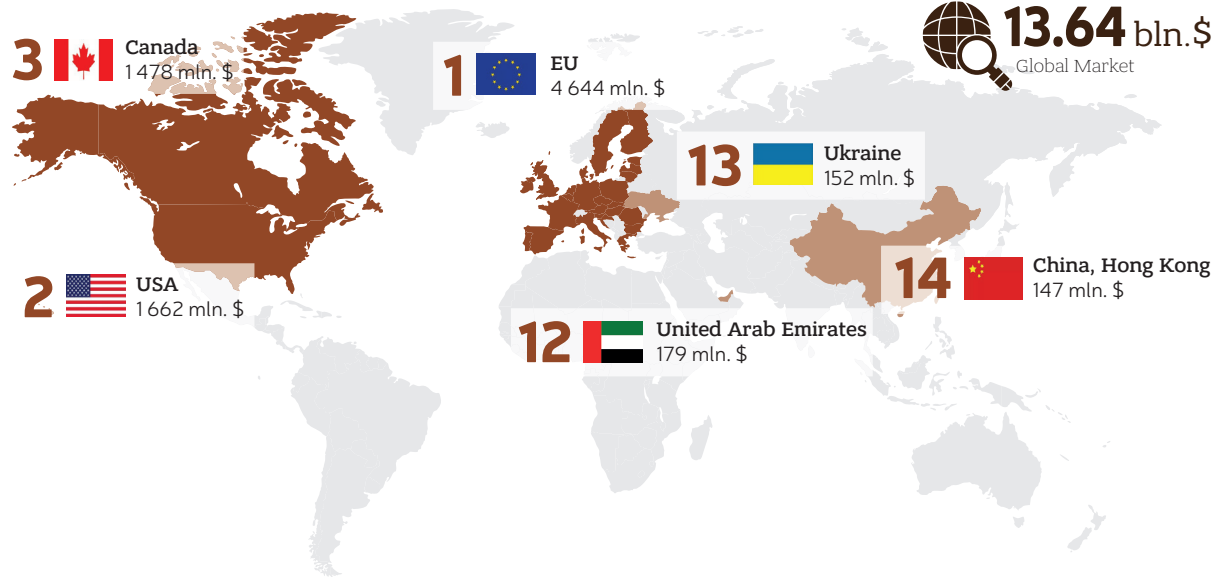 13.64 bln.$
Global Market
3
Canada
1 478 mln. $
1
EU
4 644 mln. $
13
Ukraine
152 mln. $
2
USA
1 662 mln. $
14
China, Hong Kong
147 mln. $
12
United Arab Emirates
179 mln. $